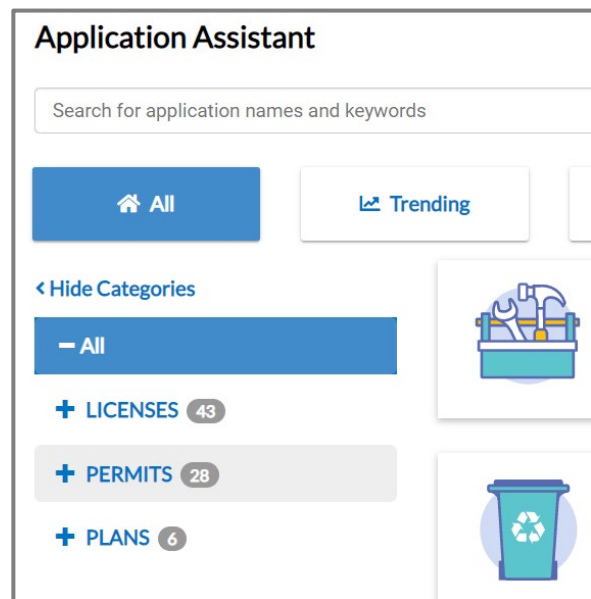 Application Assistant
Search for application names and keywords
All
Trending
Hide Categories
All
LICENSES 43
PERMITS 28
PLANS 6